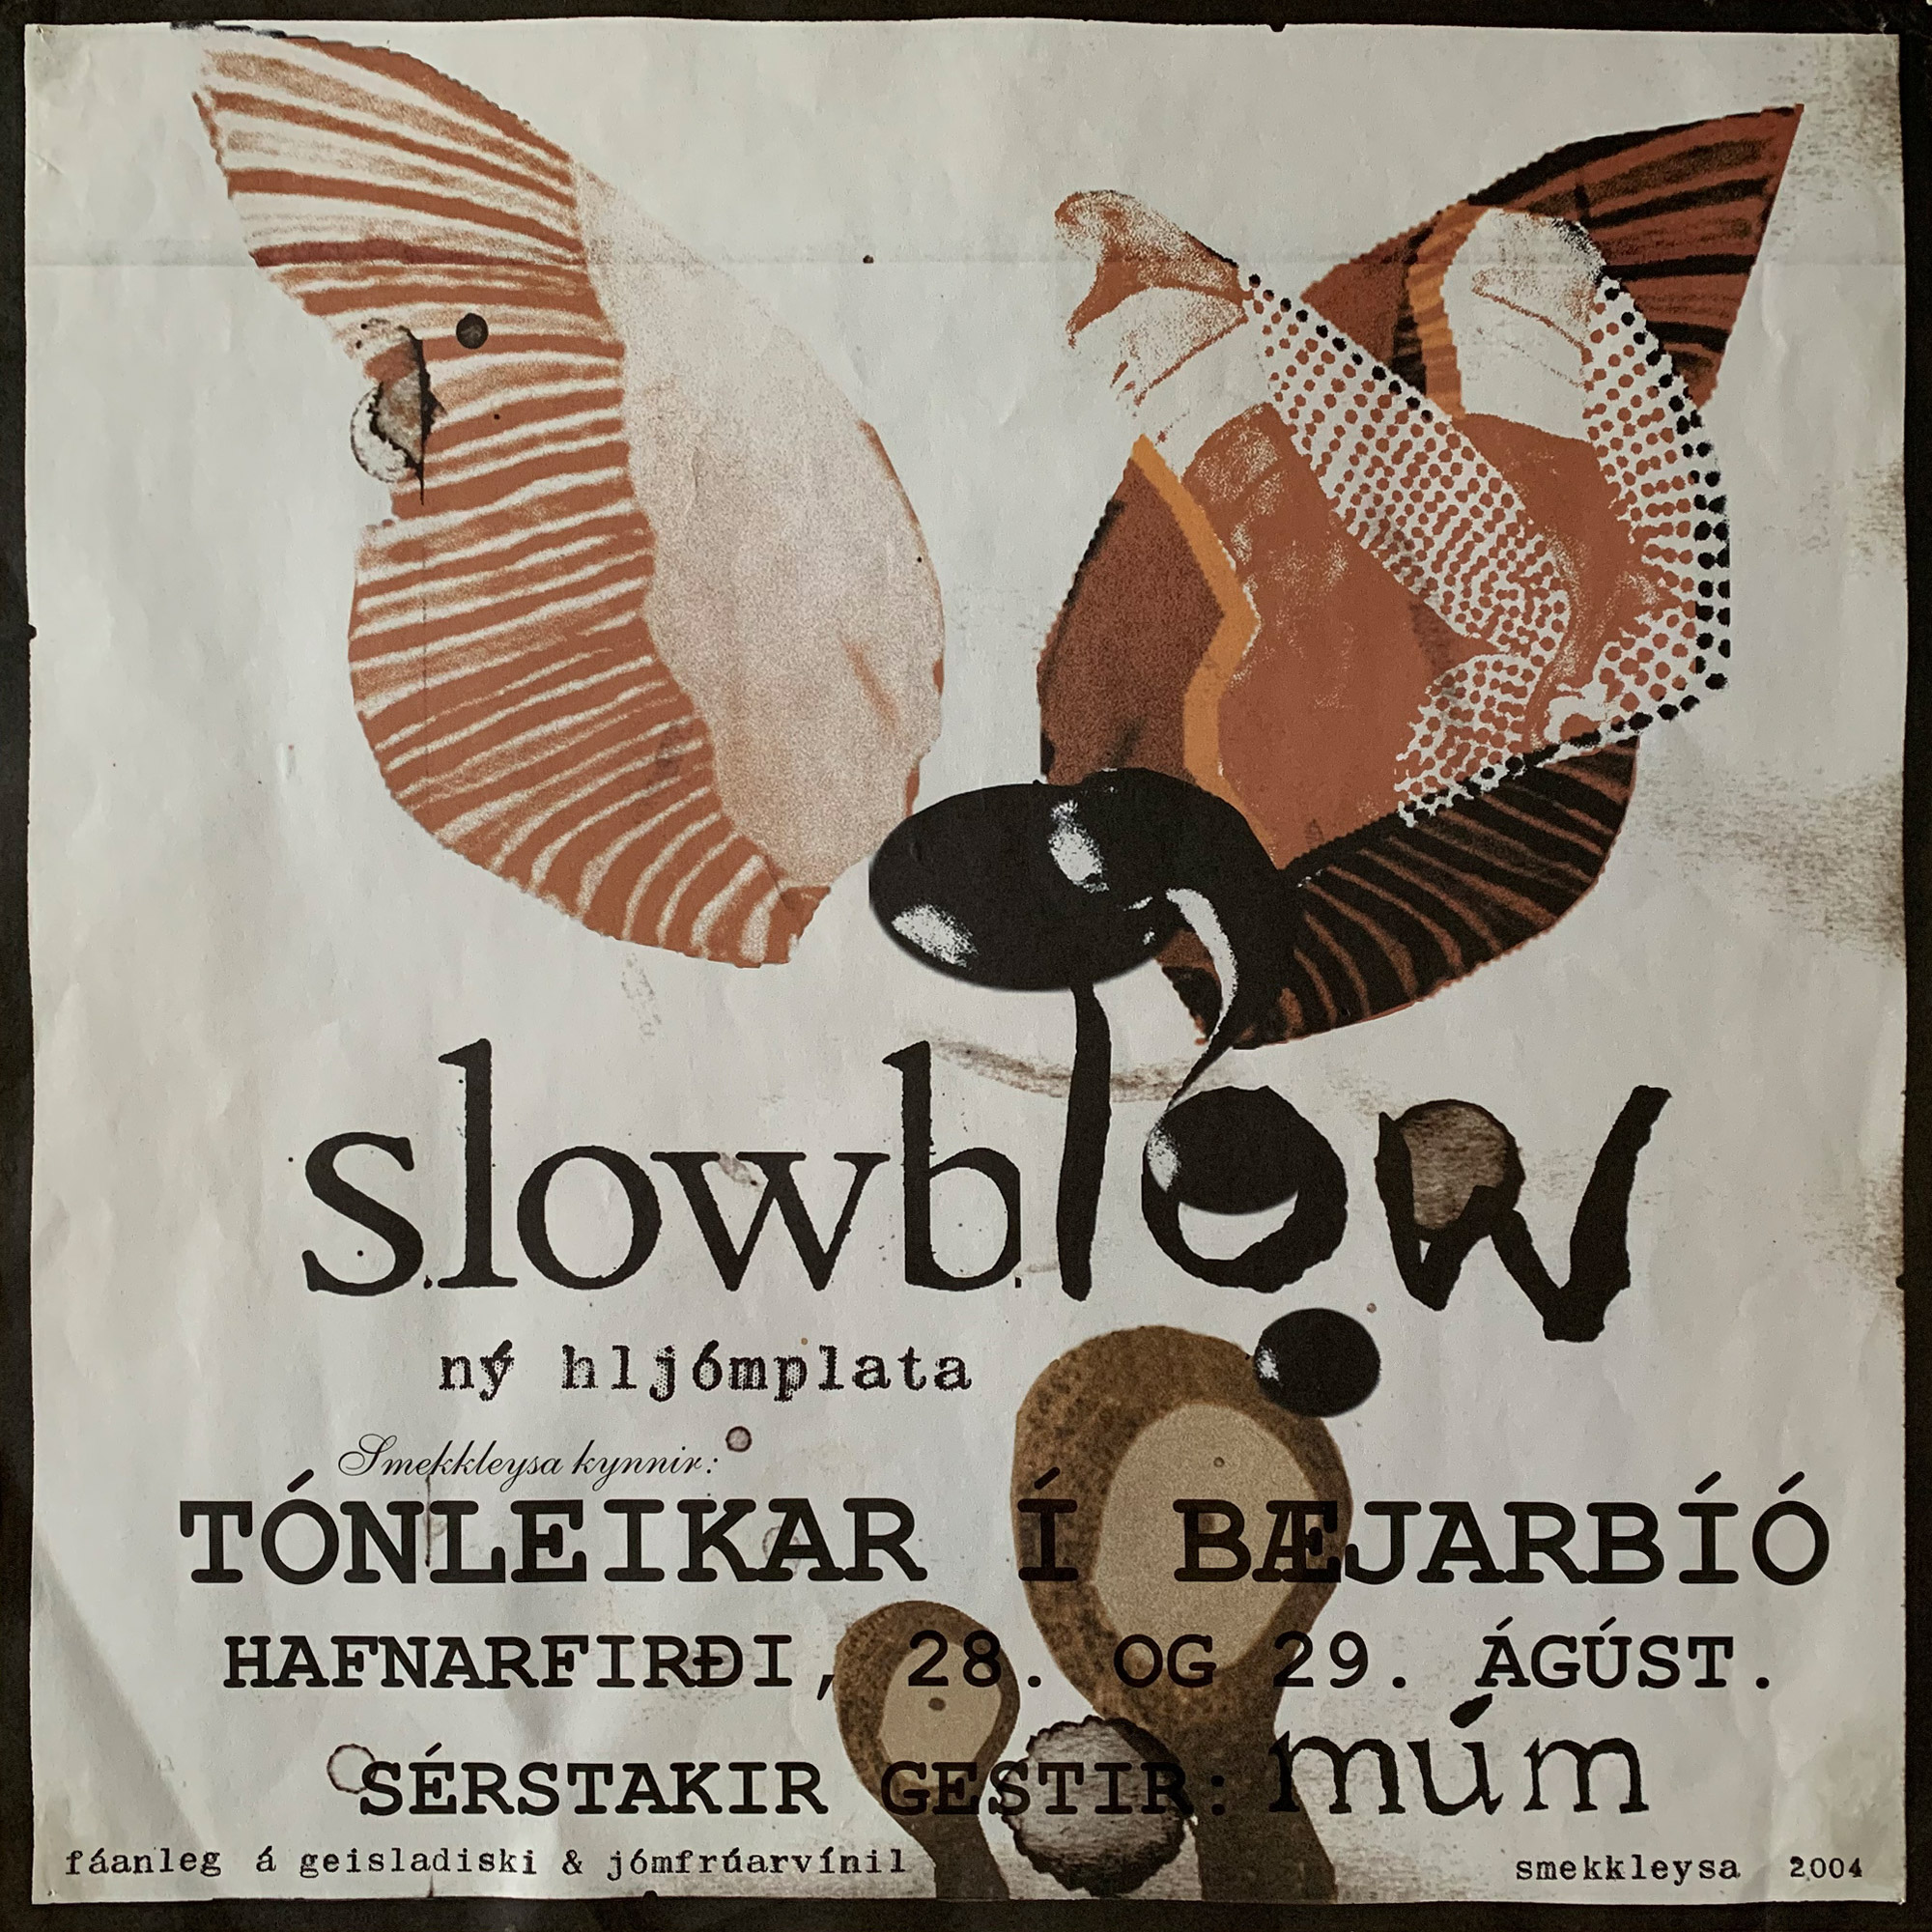 slowblow
ný hljómplata
Smekkleysa kynnir:
TÓNLEIKAR Í BÆJARBÍÓ
HAFNARFIRÐI, 28. OG 29. ÁGÚST.
SÉRSTAKIR GESTIR: múm
fáanleg á geisladiski & jómfrúarvínil
smekkleysa 2004